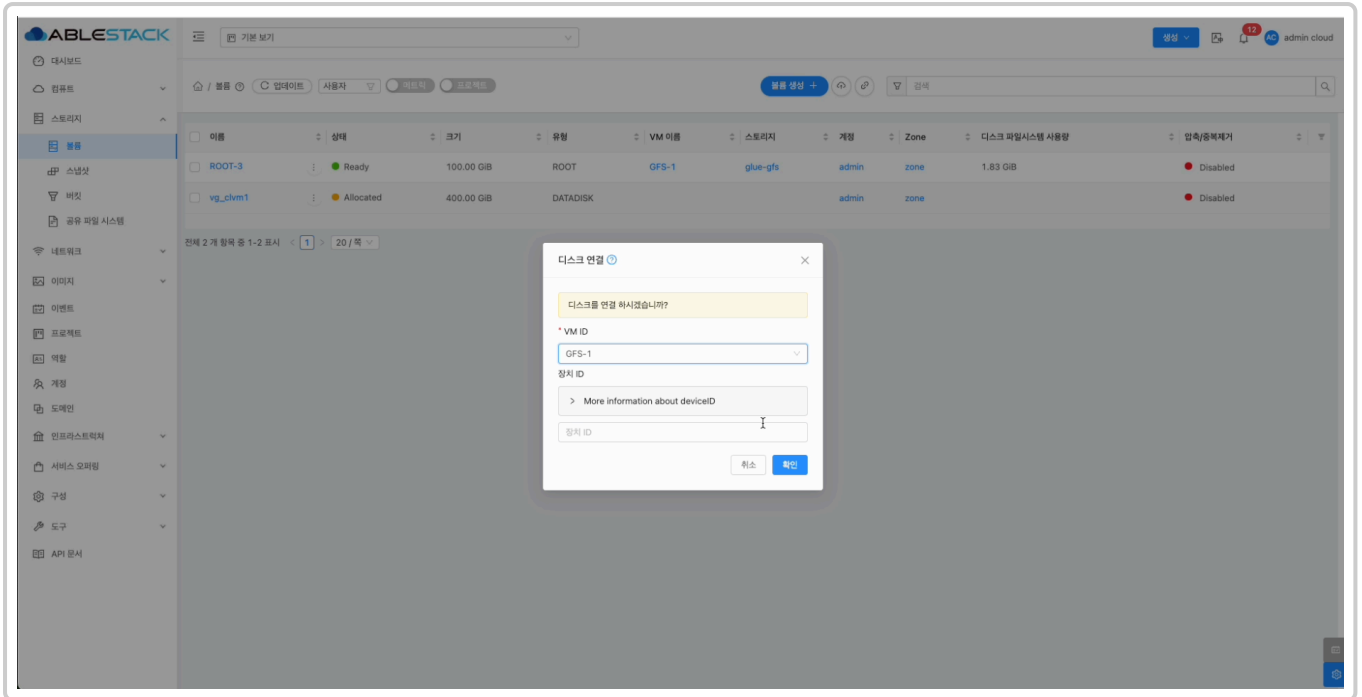 ABLESTACK
기본 보기
생성
12
AC
admin cloud
대시보드
컴퓨트
스토리지
볼륨
스냅샷
버킷
공유 파일 시스템
네트워크
이미지
이벤트
프로젝트
역할
계정
도메인
인프라스트럭쳐
서비스 오퍼링
구성
도구
API 문서
/ 볼륨
업데이트
사용자
메트릭
프로젝트
볼륨 생성 +
검색
이름 상태 크기 유형 VM 이름 스토리지 계정 Zone 디스크 파일시스템 사용량 압축/중복제거
ROOT-3 Ready 100.00 GiB ROOT GFS-1 glue-gfs admin zone 1.83 GiB Disabled
vg_clvm1 Allocated 400.00 GiB DATADISK admin zone Disabled
전체 2 개 항목 중 1-2 표시 < 1 > 20 / 쪽
디스크 연결
디스크를 연결 하시겠습니까?
* VM ID
GFS-1
장치 ID
More information about deviceID
장치 ID
취소 확인